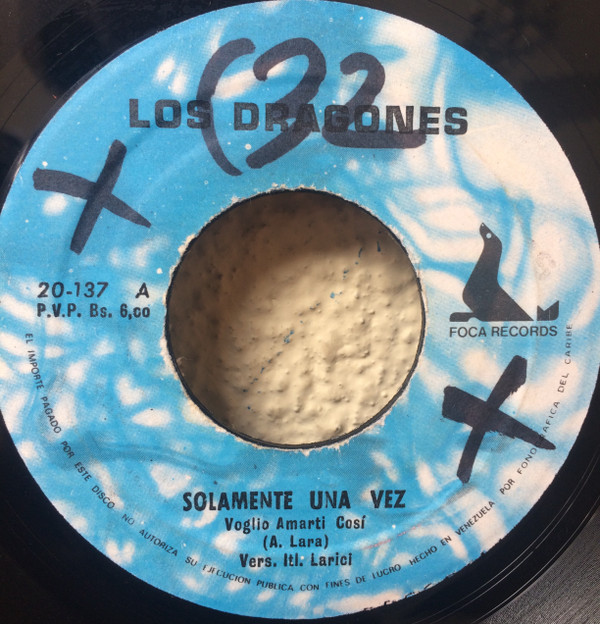 (32
LOS DRAGONES
20-137 A
P.V.P. Bs. 6,oo
FOCA RECORDS
SOLAMENTE UNA VEZ
Voglio Amarti Cosí
(A. Lara)
Vers. Itl. Larici
EL IMPORTE PAGADO POR ESTE DISCO NO AUTORIZA SU EJECUCION PUBLICA CON FINES DE LUCRO HECHO EN VENEZUELA POR FONOGRAFICA DEL CARIBE